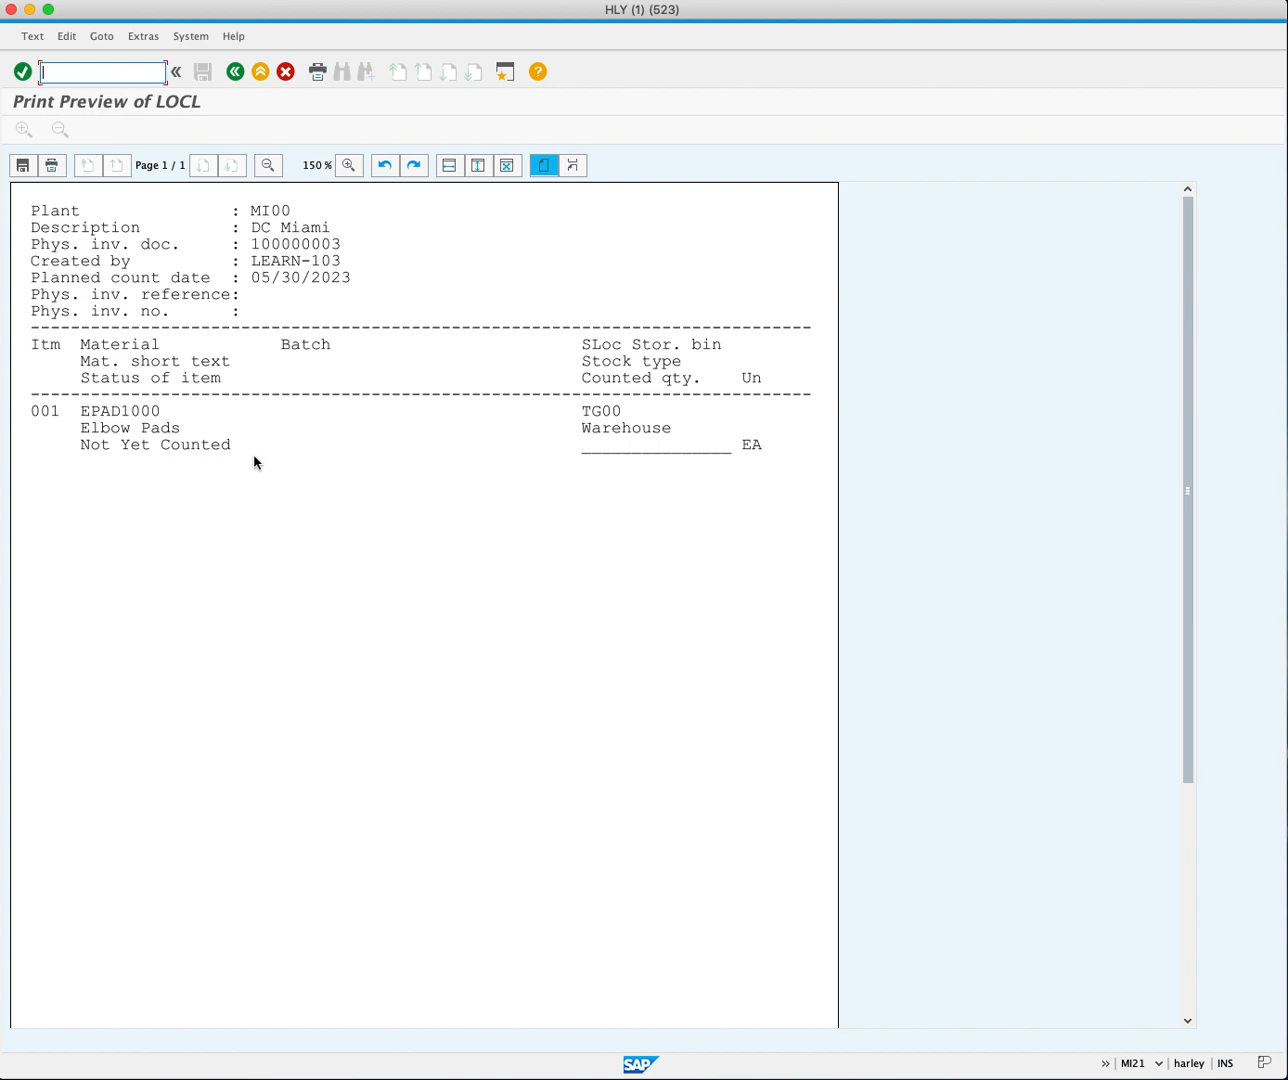 HLY (1) (523)
Text Edit Goto Extras System Help
Print Preview of LOCL
Page 1 / 1 150 %
Plant : MI00
Description : DC Miami
Phys. inv. doc. : 100000003
Created by : LEARN-103
Planned count date : 05/30/2023
Phys. inv. reference:
Phys. inv. no. :
Itm Material Batch SLoc Stor. bin
Mat. short text Stock type
Status of item Counted qty. Un
001 EPAD1000 TG00
Elbow Pads Warehouse
Not Yet Counted _______________ EA
SAP MI21 harley INS